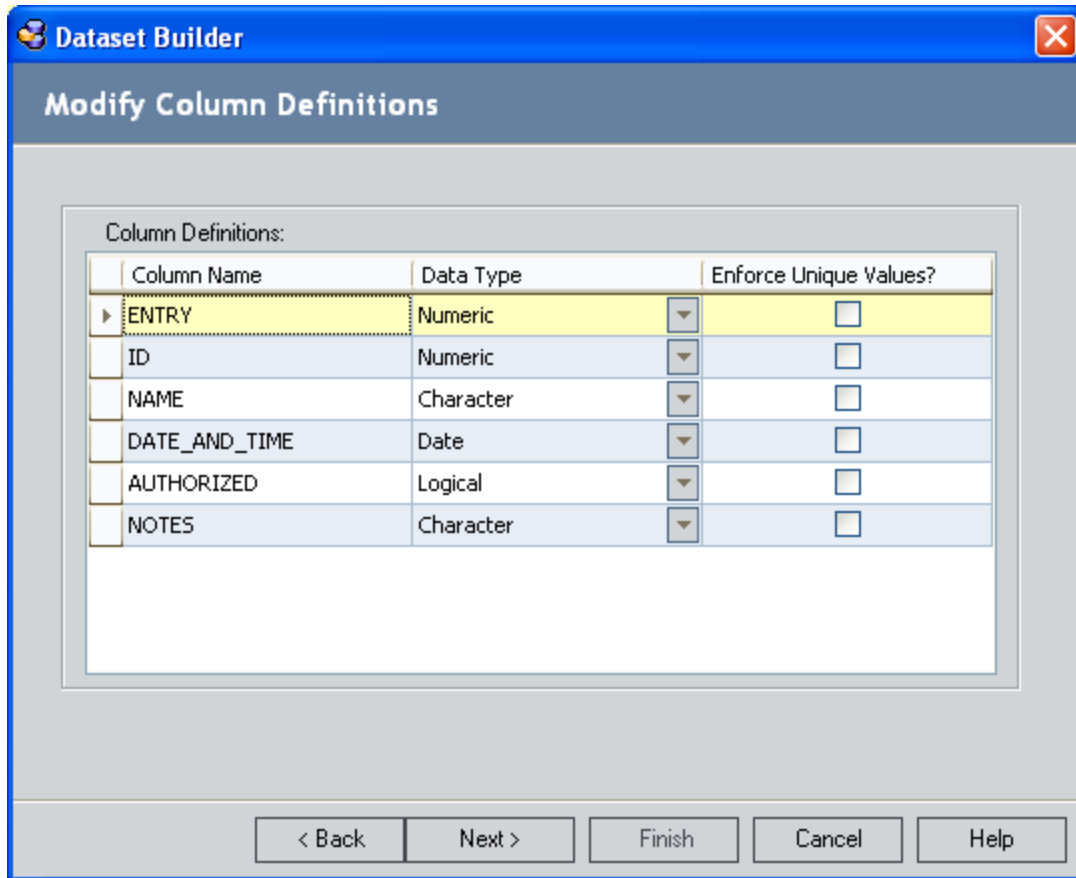 Dataset Builder
Modify Column Definitions
Column Definitions:
Column Name Data Type Enforce Unique Values?
ENTRY Numeric
ID Numeric
NAME Character
DATE_AND_TIME Date
AUTHORIZED Logical
NOTES Character
< Back Next > Finish Cancel Help